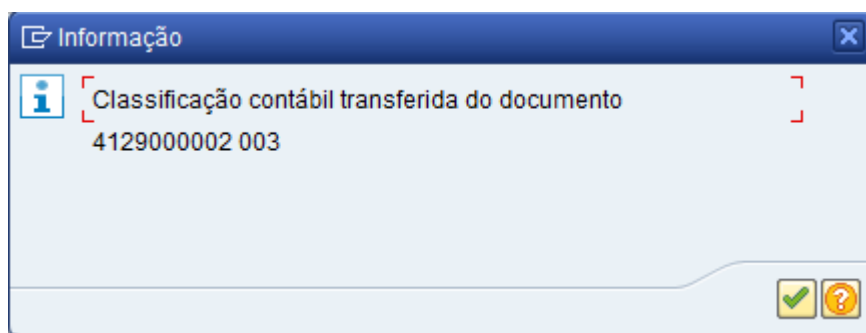 Informação
Classificação contábil transferida do documento
4129000002 003